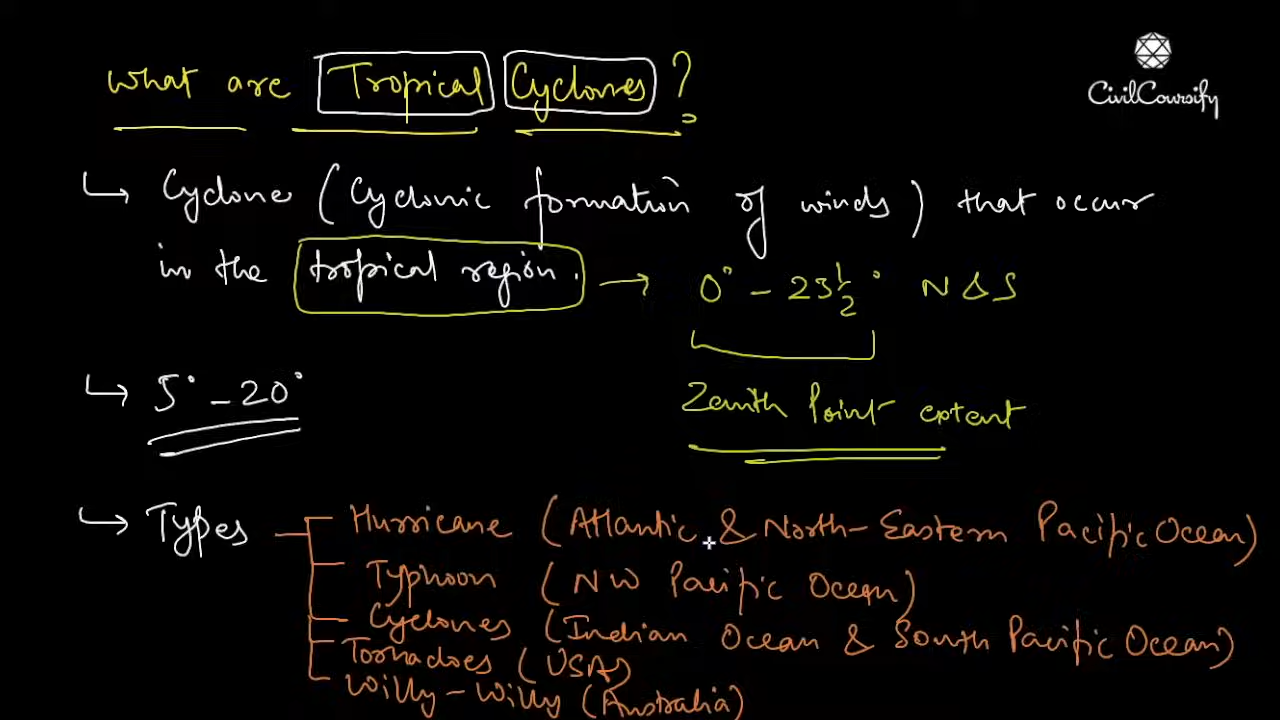 What are Tropical Cyclones?
CivilCoursify
↳ Cyclone (Cyclonic formation of winds) that occur
in the tropical region. → 0° - 23 1/2° N & S
↳ 5° - 20°
Zenith Point extent
↳ Types
Hurricane (Atlantic & North-Eastern Pacific Ocean)
Typhoon (NW Pacific Ocean)
Cyclones (Indian Ocean & South Pacific Ocean)
Tornadoes (USA)
Willy-Willy (Australia)